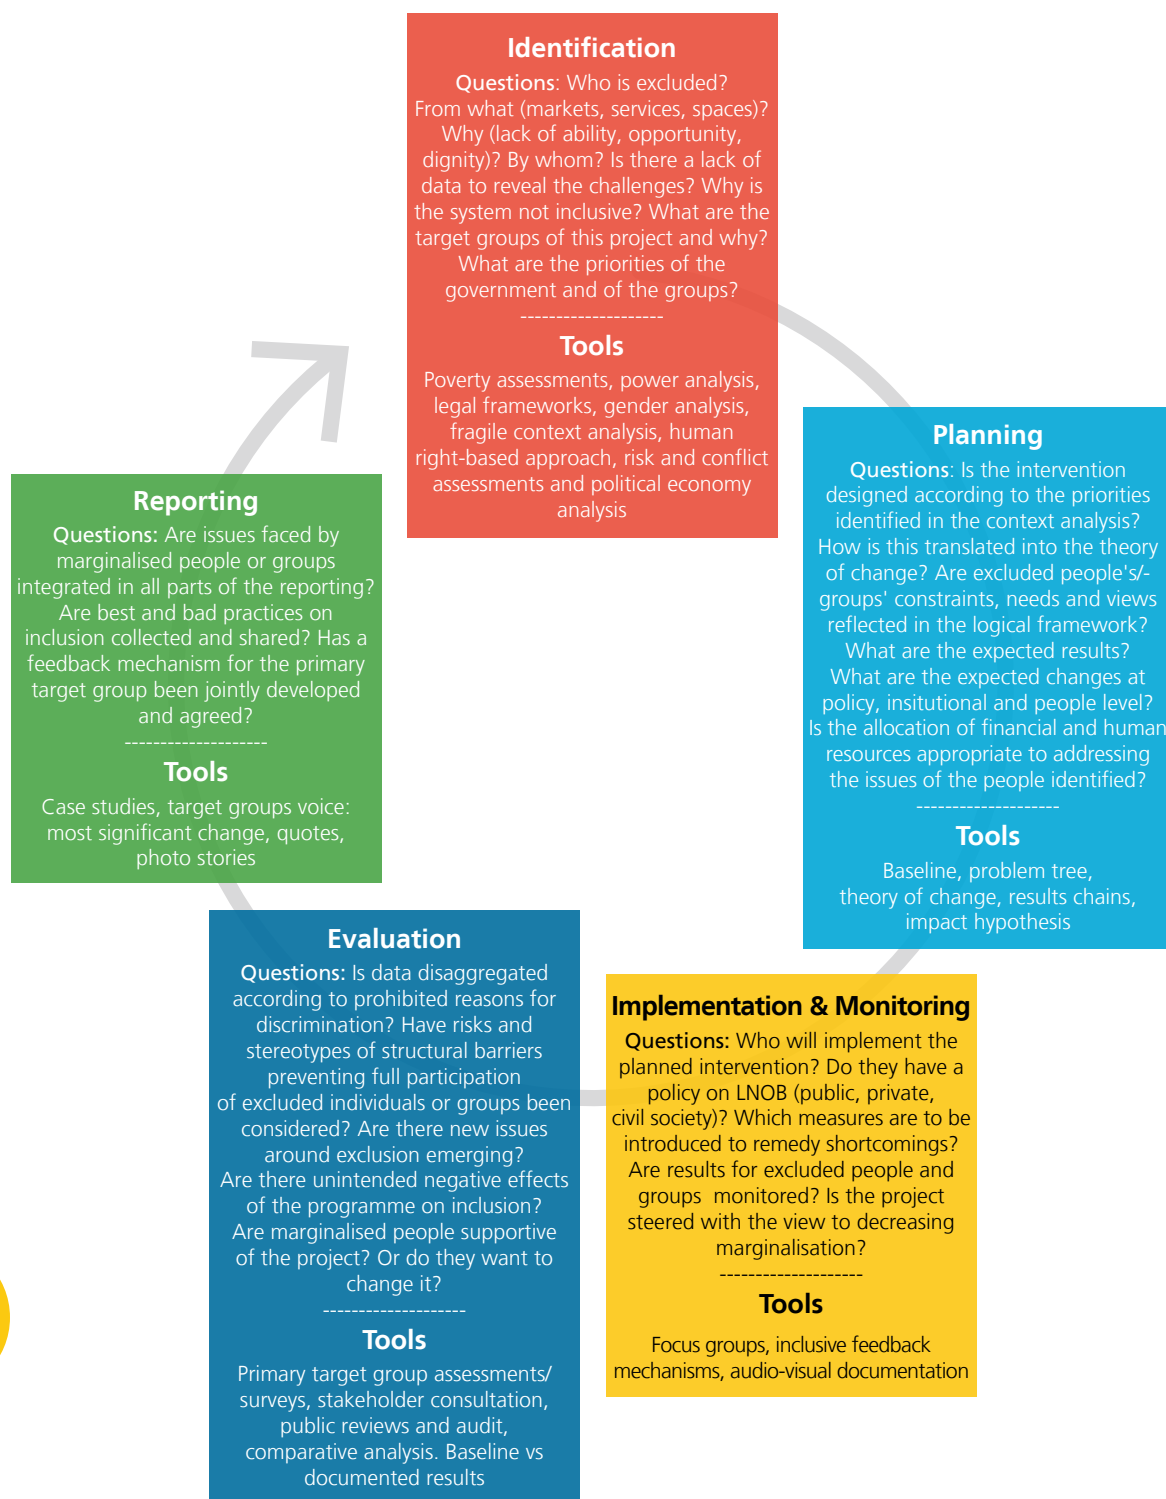 Identification
Questions: Who is excluded?
From what (markets, services, spaces)?
Why (lack of ability, opportunity,
dignity)? By whom? Is there a lack of
data to reveal the challenges? Why is
the system not inclusive? What are the
target groups of this project and why?
What are the priorities of the
government and of the groups?
--------------------
Tools
Poverty assessments, power analysis,
legal frameworks, gender analysis,
fragile context analysis, human
right-based approach, risk and conflict
assessments and political economy
analysis
Planning
Questions: Is the intervention
designed according to the priorities
identified in the context analysis?
How is this translated into the theory
of change? Are excluded people's/-
groups' constraints, needs and views
reflected in the logical framework?
What are the expected results?
What are the expected changes at
policy, insitutional and people level?
Is the allocation of financial and human
resources appropriate to addressing
the issues of the people identified?
--------------------
Tools
Baseline, problem tree,
theory of change, results chains,
impact hypothesis
Implementation & Monitoring
Questions: Who will implement the
planned intervention? Do they have a
policy on LNOB (public, private,
civil society)? Which measures are to be
introduced to remedy shortcomings?
Are results for excluded people and
groups  monitored? Is the project
steered with the view to decreasing
marginalisation?
--------------------
Tools
Focus groups, inclusive feedback
mechanisms, audio-visual documentation
Evaluation
Questions: Is data disaggregated
according to prohibited reasons for
discrimination? Have risks and
stereotypes of structural barriers
preventing full participation
of excluded individuals or groups been
considered? Are there new issues
around exclusion emerging?
Are there unintended negative effects
of the programme on inclusion?
Are marginalised people supportive
of the project? Or do they want to
change it?
--------------------
Tools
Primary target group assessments/
surveys, stakeholder consultation,
public reviews and audit,
comparative analysis. Baseline vs
documented results
Reporting
Questions: Are issues faced by
marginalised people or groups
integrated in all parts of the reporting?
Are best and bad practices on
inclusion collected and shared? Has a
feedback mechanism for the primary
target group been jointly developed
and agreed?
--------------------
Tools
Case studies, target groups voice:
most significant change, quotes,
photo stories